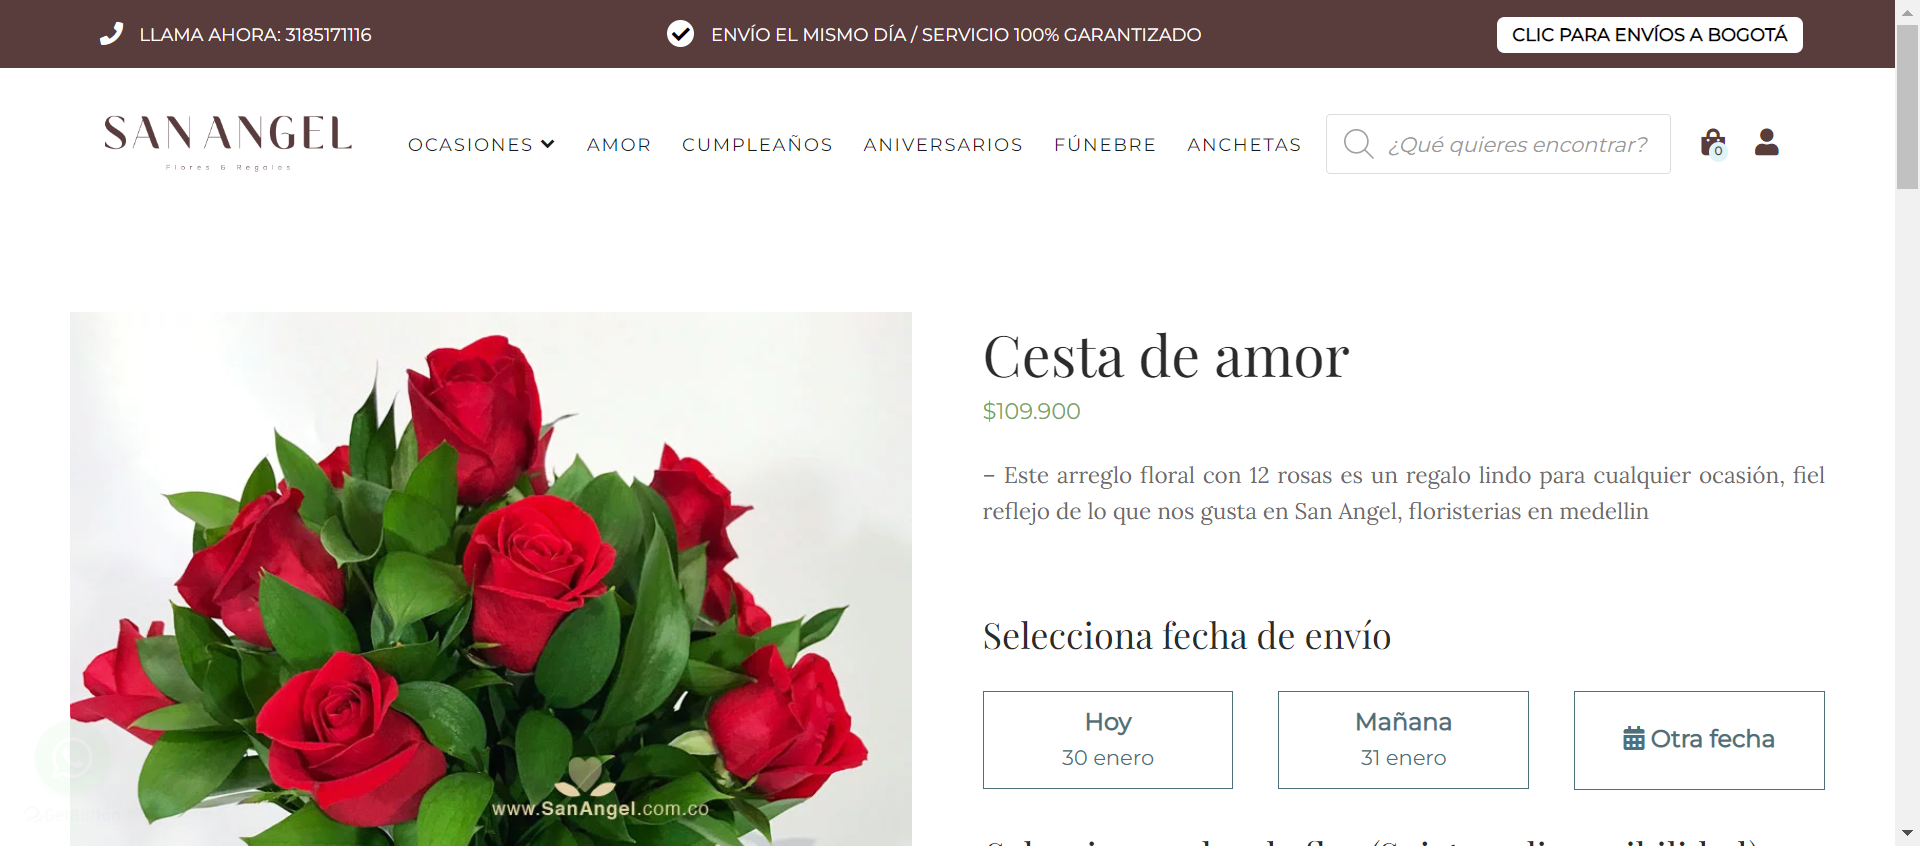 LLAMA AHORA: 3185171116
ENVÍO EL MISMO DÍA / SERVICIO 100% GARANTIZADO
CLIC PARA ENVÍOS A BOGOTÁ
SAN ANGEL
Flores & Regalos
OCASIONES
AMOR
CUMPLEAÑOS
ANIVERSARIOS
FÚNEBRE
ANCHETAS
¿Qué quieres encontrar?
0
Cesta de amor
$109.900
– Este arreglo floral con 12 rosas es un regalo lindo para cualquier ocasión, fiel
reflejo de lo que nos gusta en San Angel, floristerias en medellin
Selecciona fecha de envío
Hoy
30 enero
Mañana
31 enero
Otra fecha
www.SanAngel.com.co